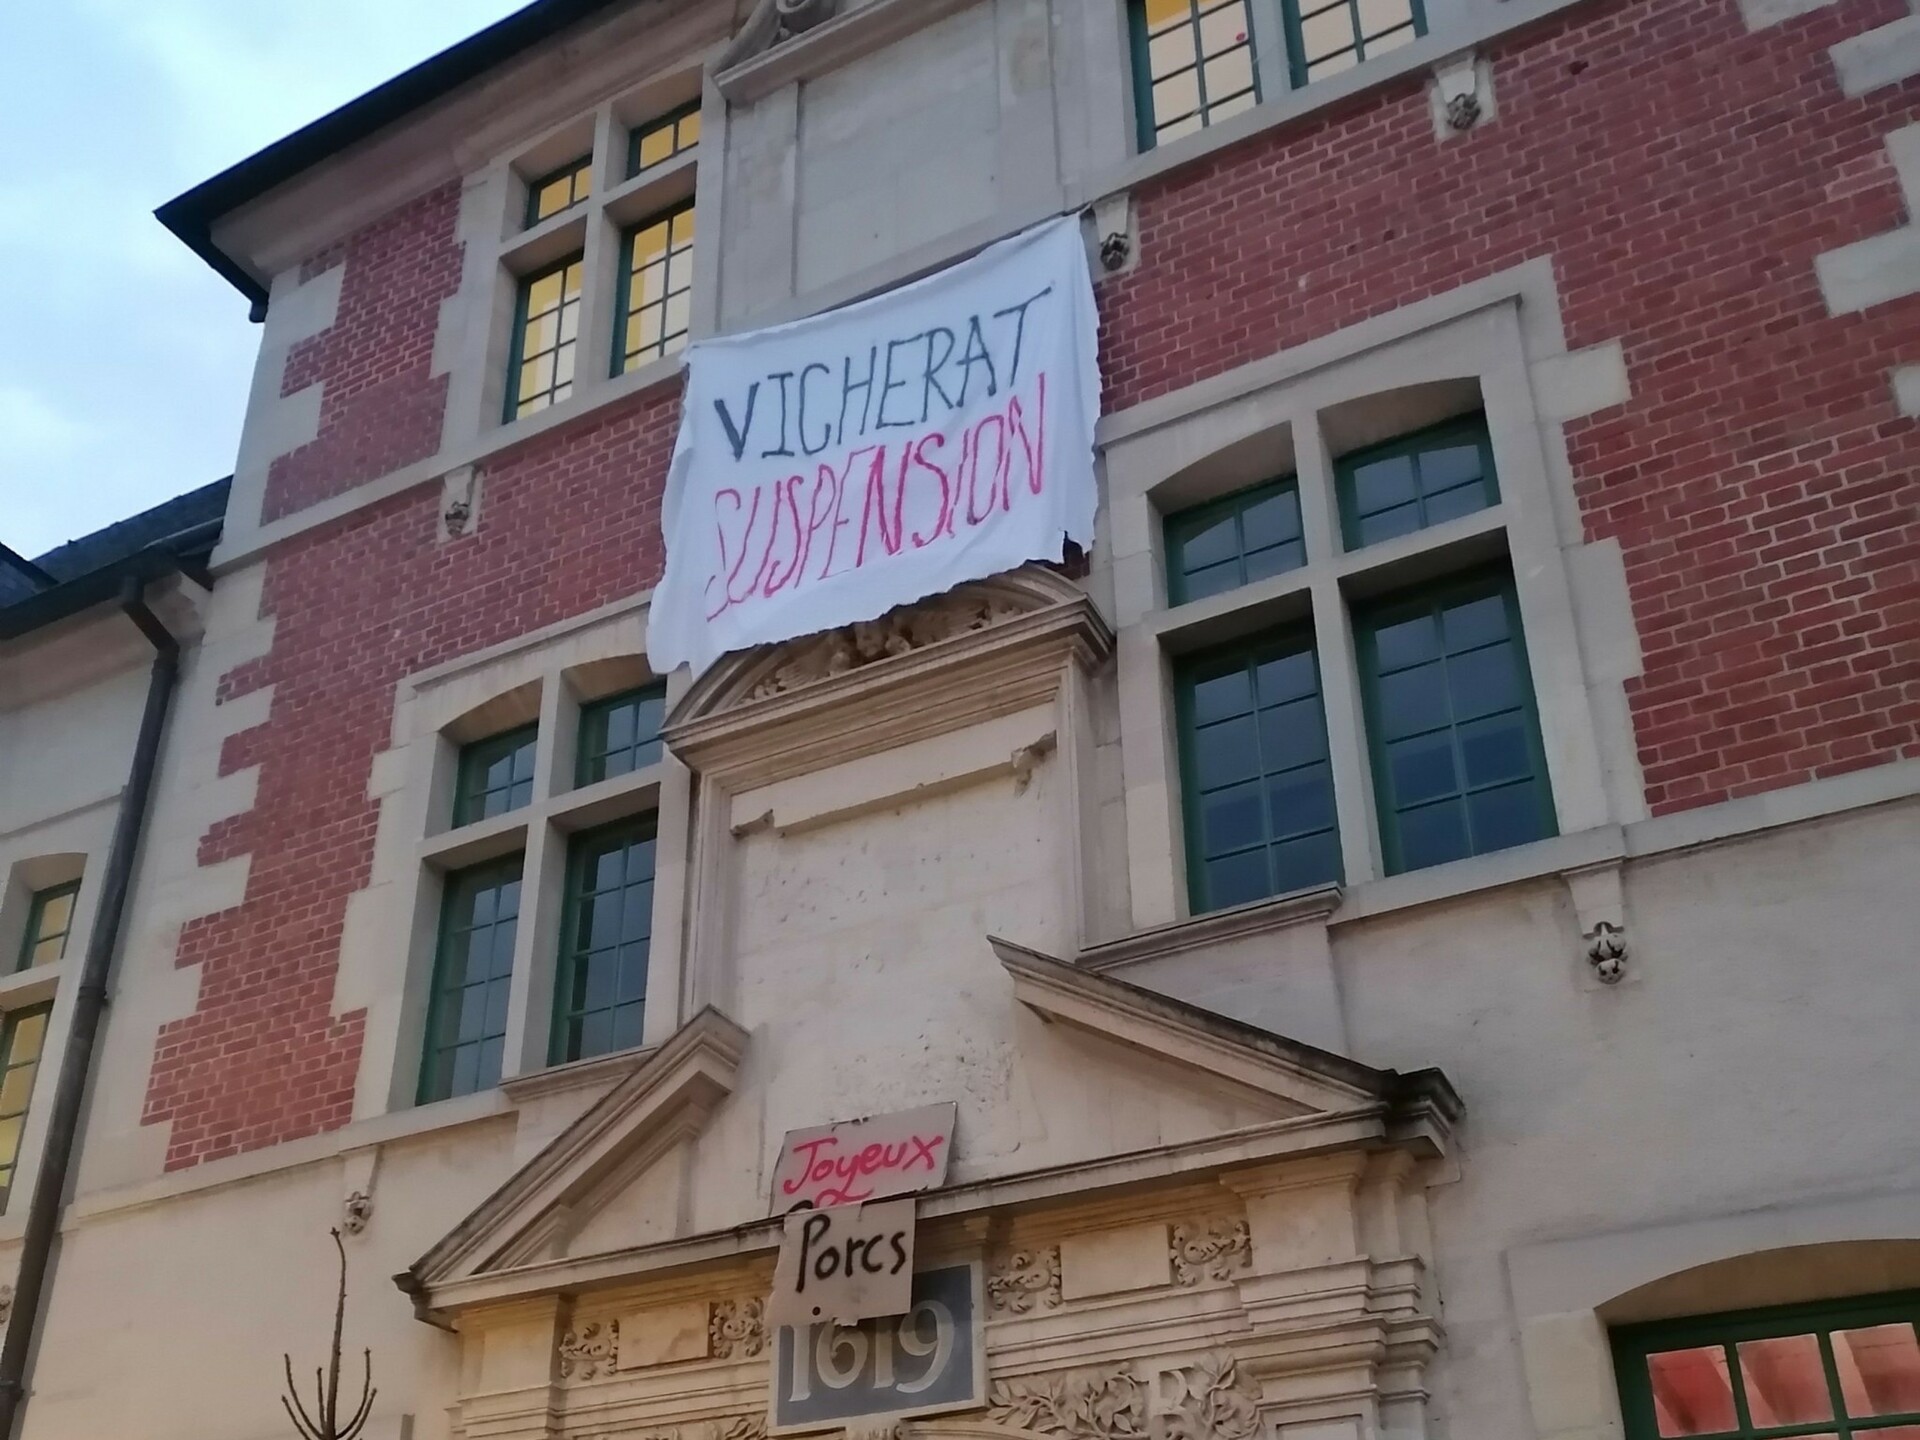 VICHERAT
SUSPENSION
Joyeux
Porcs
1619